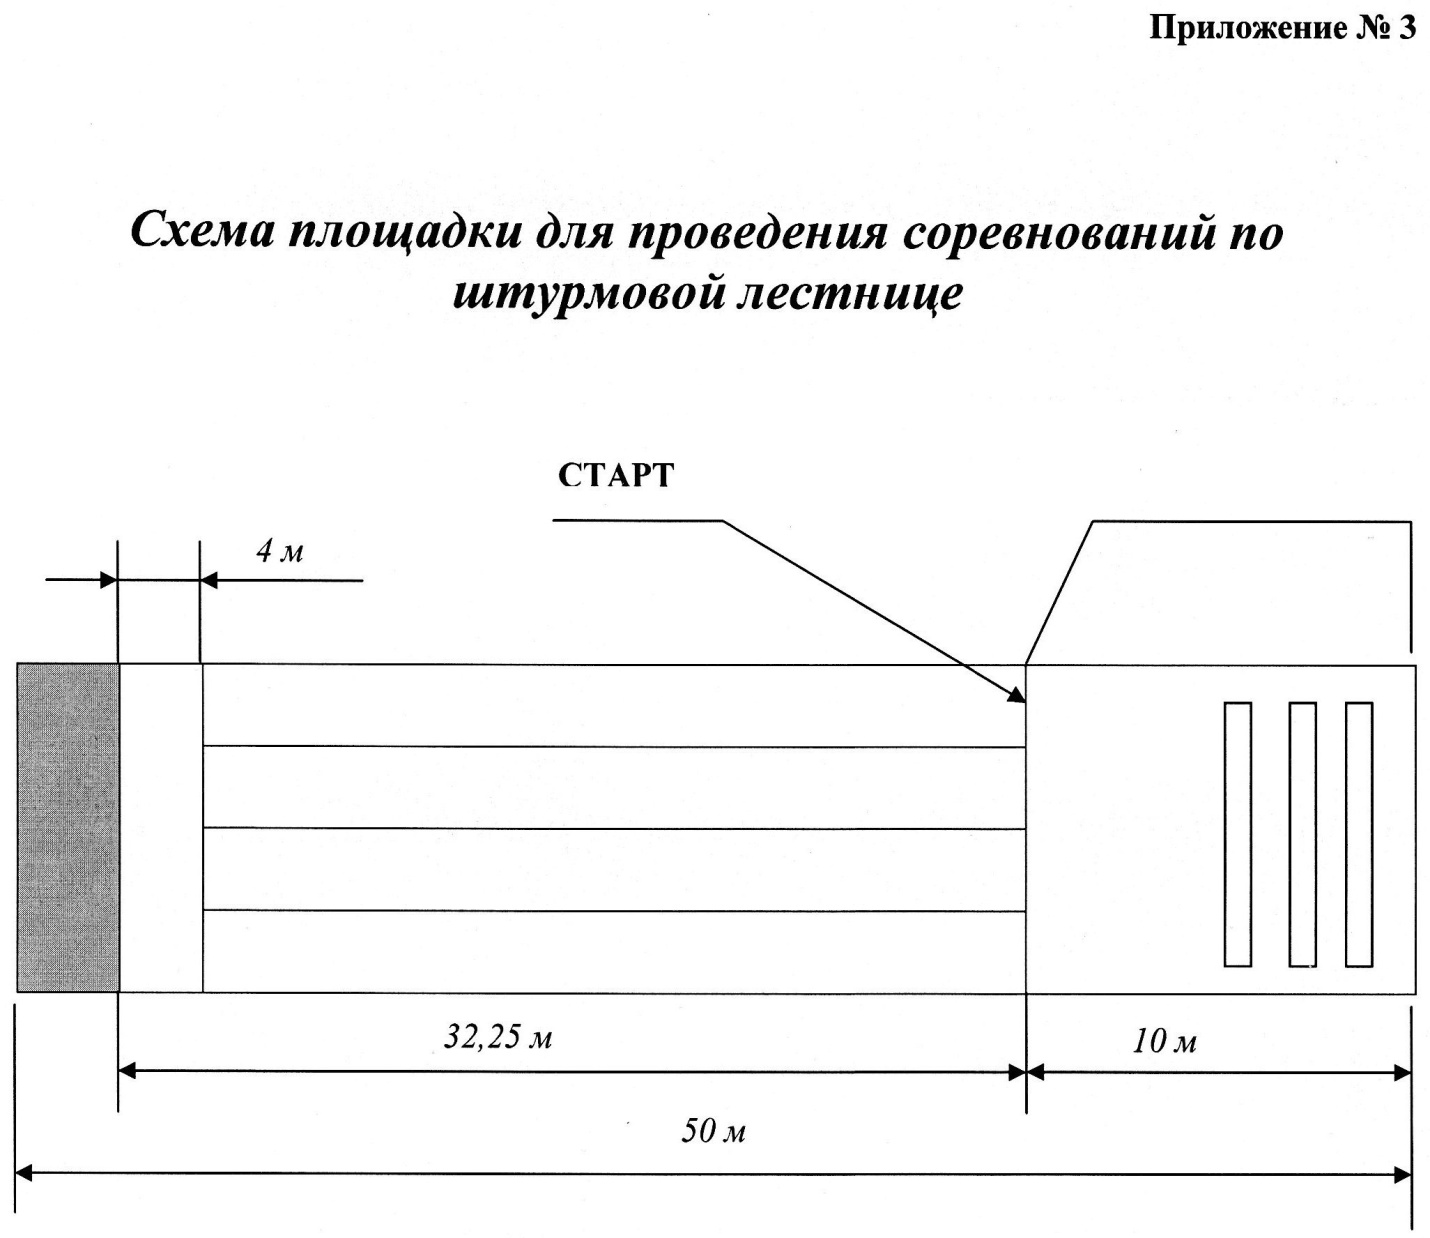 Приложение № 3
Схема площадки для проведения соревнований по
штурмовой лестнице
СТАРТ
4 м
32,25 м
10 м
50 м